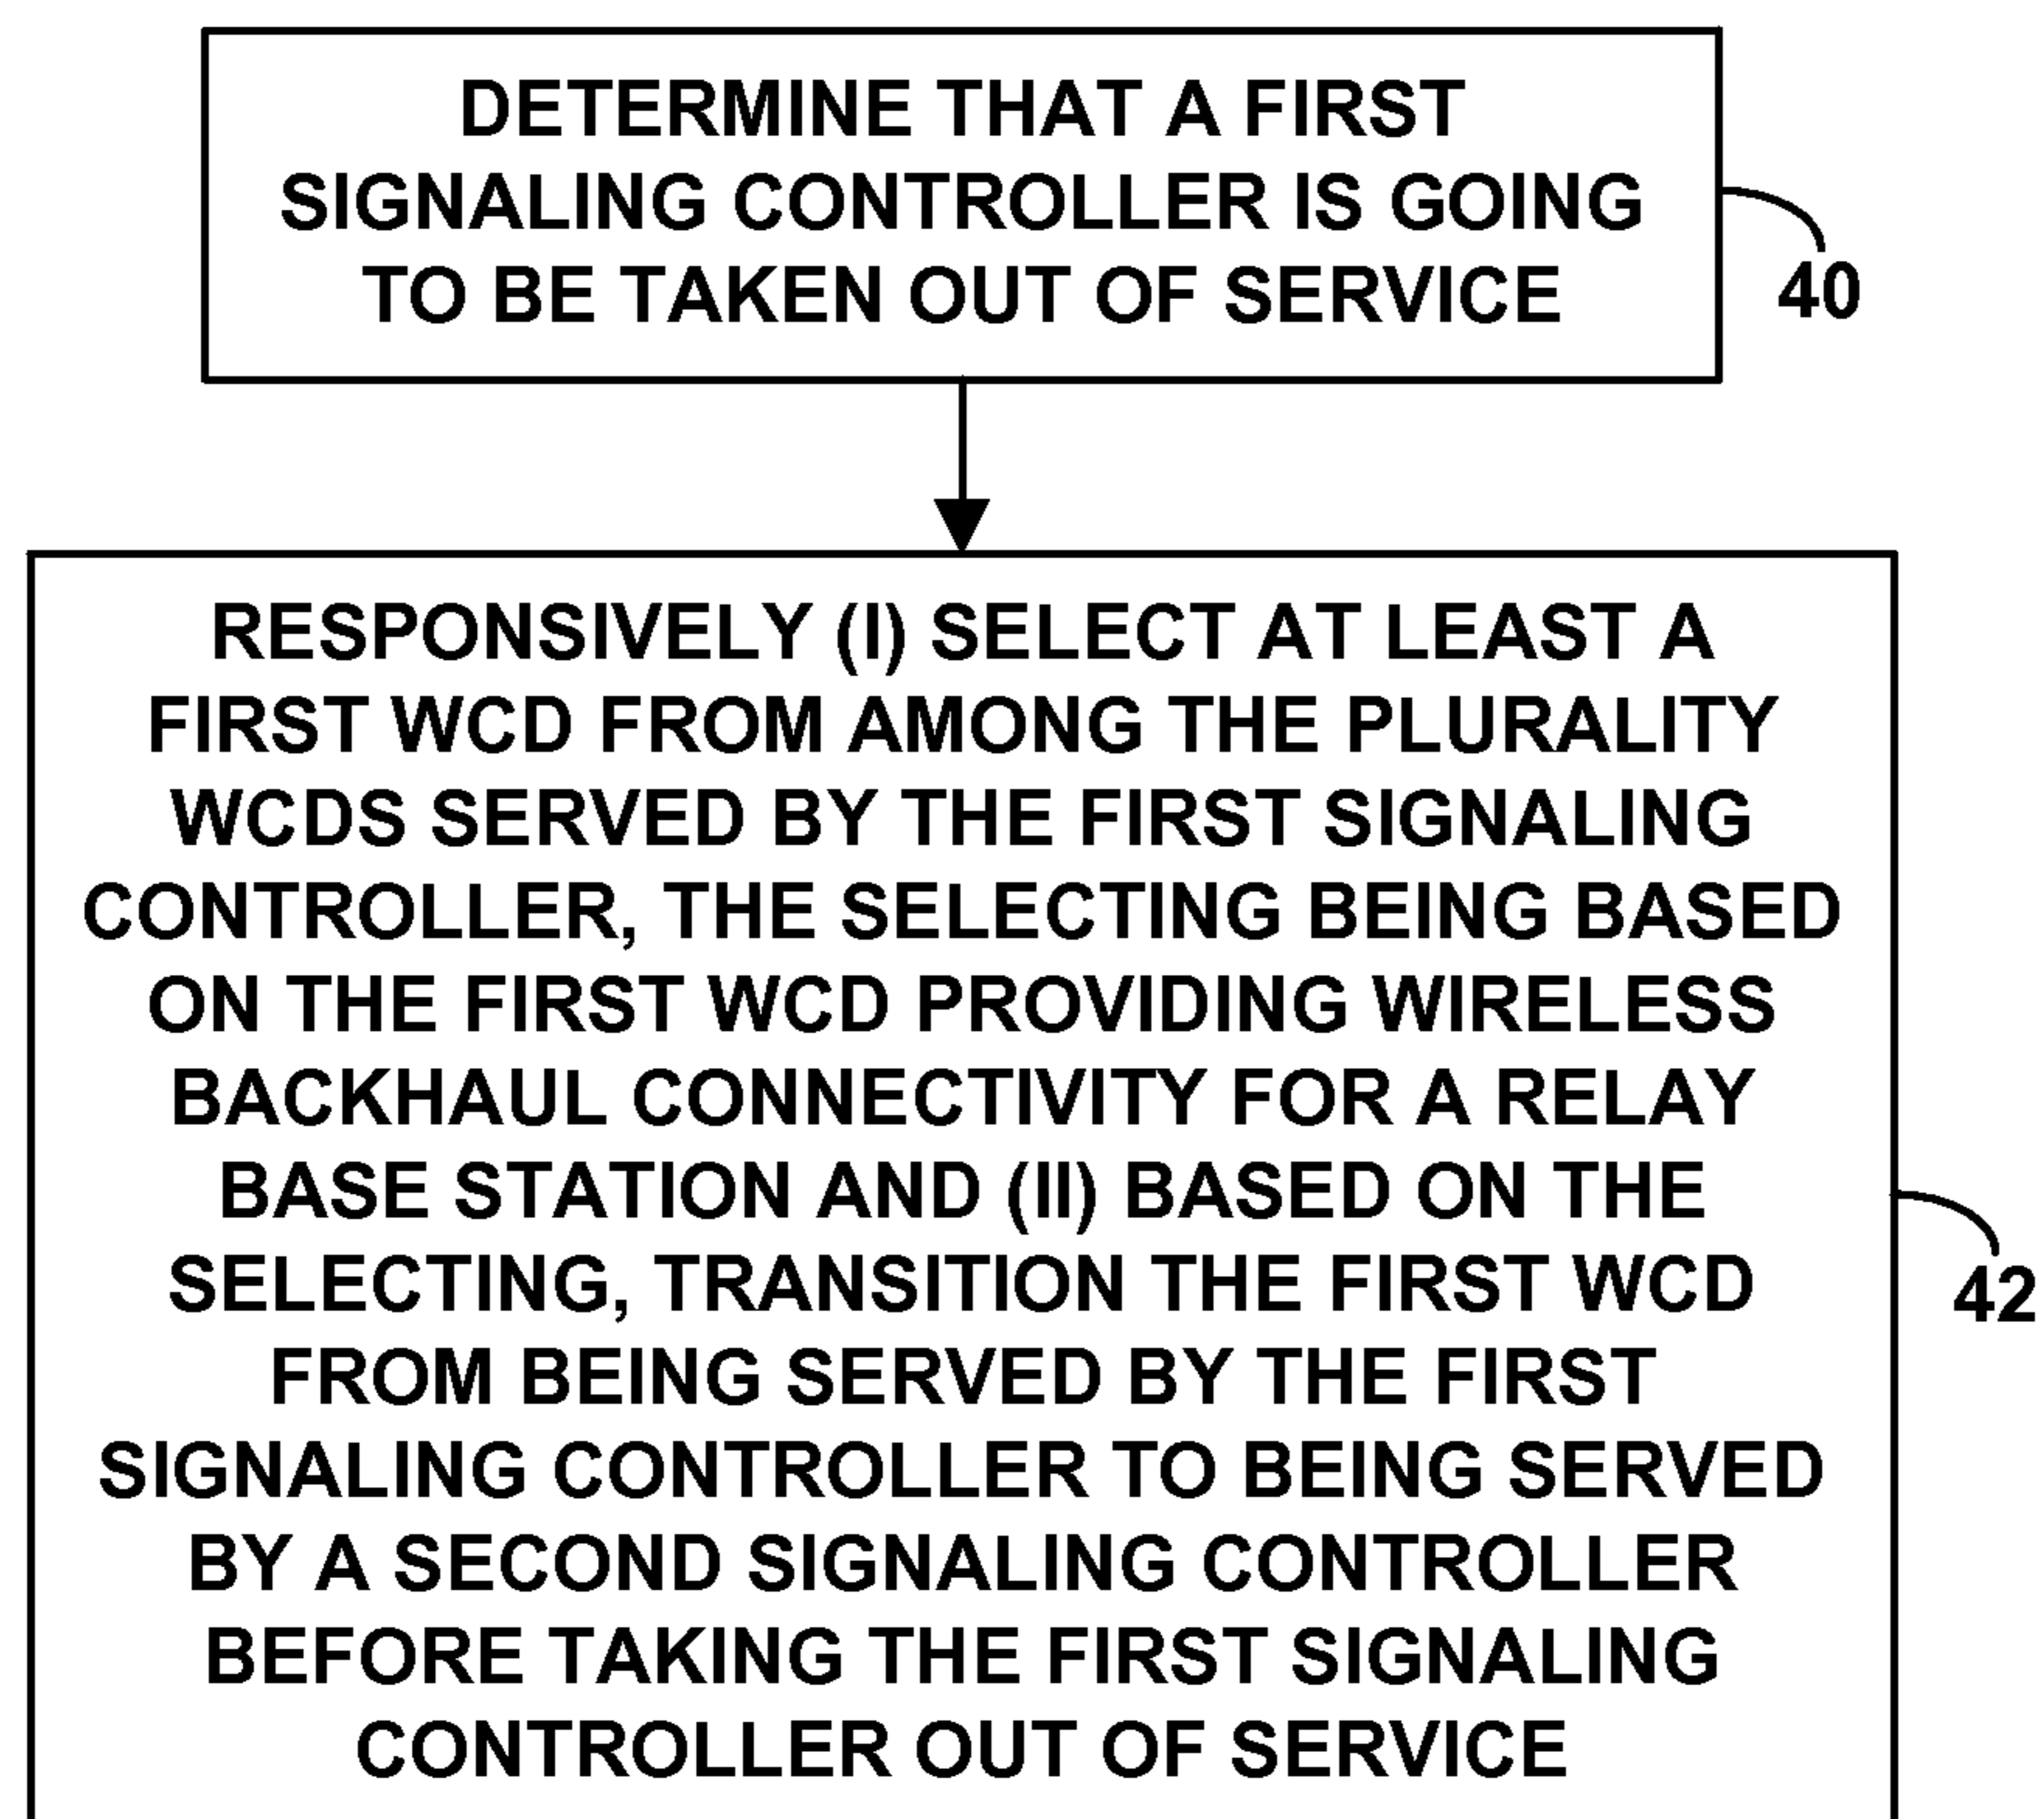 DETERMINE THAT A FIRST
SIGNALING CONTROLLER IS GOING
TO BE TAKEN OUT OF SERVICE
40
RESPONSIVELY (I) SELECT AT LEAST A
FIRST WCD FROM AMONG THE PLURALITY
WCDS SERVED BY THE FIRST SIGNALING
CONTROLLER, THE SELECTING BEING BASED
ON THE FIRST WCD PROVIDING WIRELESS
BACKHAUL CONNECTIVITY FOR A RELAY
BASE STATION AND (II) BASED ON THE
SELECTING, TRANSITION THE FIRST WCD
FROM BEING SERVED BY THE FIRST
SIGNALING CONTROLLER TO BEING SERVED
BY A SECOND SIGNALING CONTROLLER
BEFORE TAKING THE FIRST SIGNALING
CONTROLLER OUT OF SERVICE
42